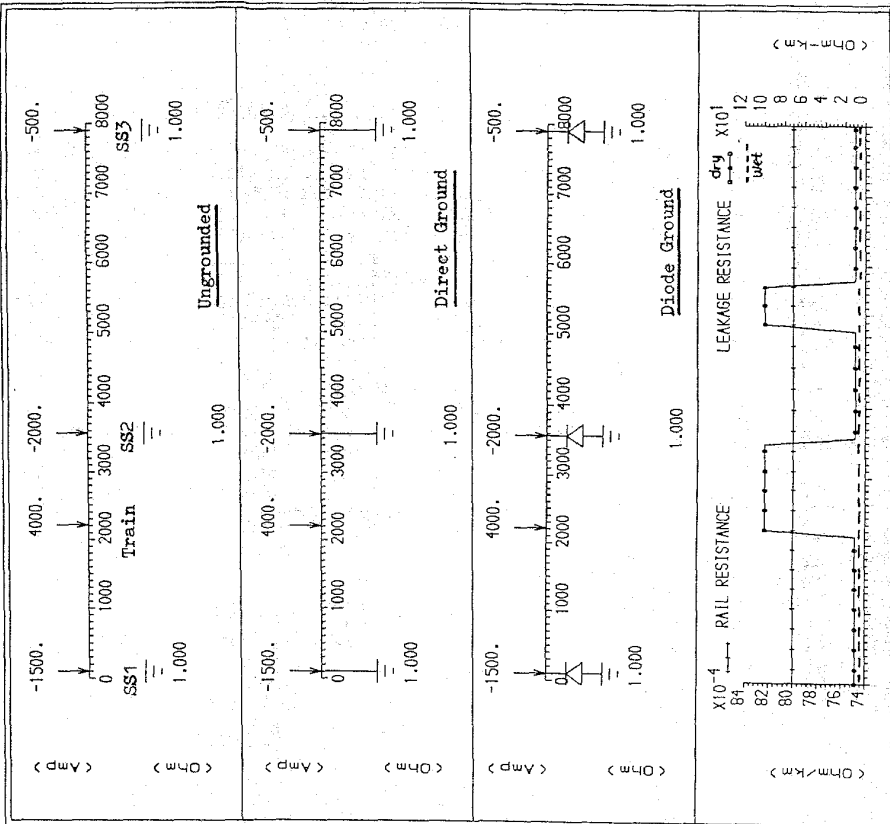 -1500. 4000. -2000. -500.
( Amp )
0 1000 2000 3000 4000 5000 6000 7000 8000
SS1 Train SS2 SS3
( Ohm )
1.000 1.000 1.000
Ungrounded
-1500. 4000. -2000. -500.
( Amp )
0 1000 2000 3000 4000 5000 6000 7000 8000
( Ohm )
1.000 1.000 1.000
Direct Ground
-1500. 4000. -2000. -500.
( Amp )
0 1000 2000 3000 4000 5000 6000 7000 8000
( Ohm )
1.000 1.000 1.000
Diode Ground
X10-4 RAIL RESISTANCE LEAKAGE RESISTANCE dry X10 1
wet
84 12
82 10
80 8
78 6
76 4
74 2
0
( Ohm/km )
( Ohm-km )